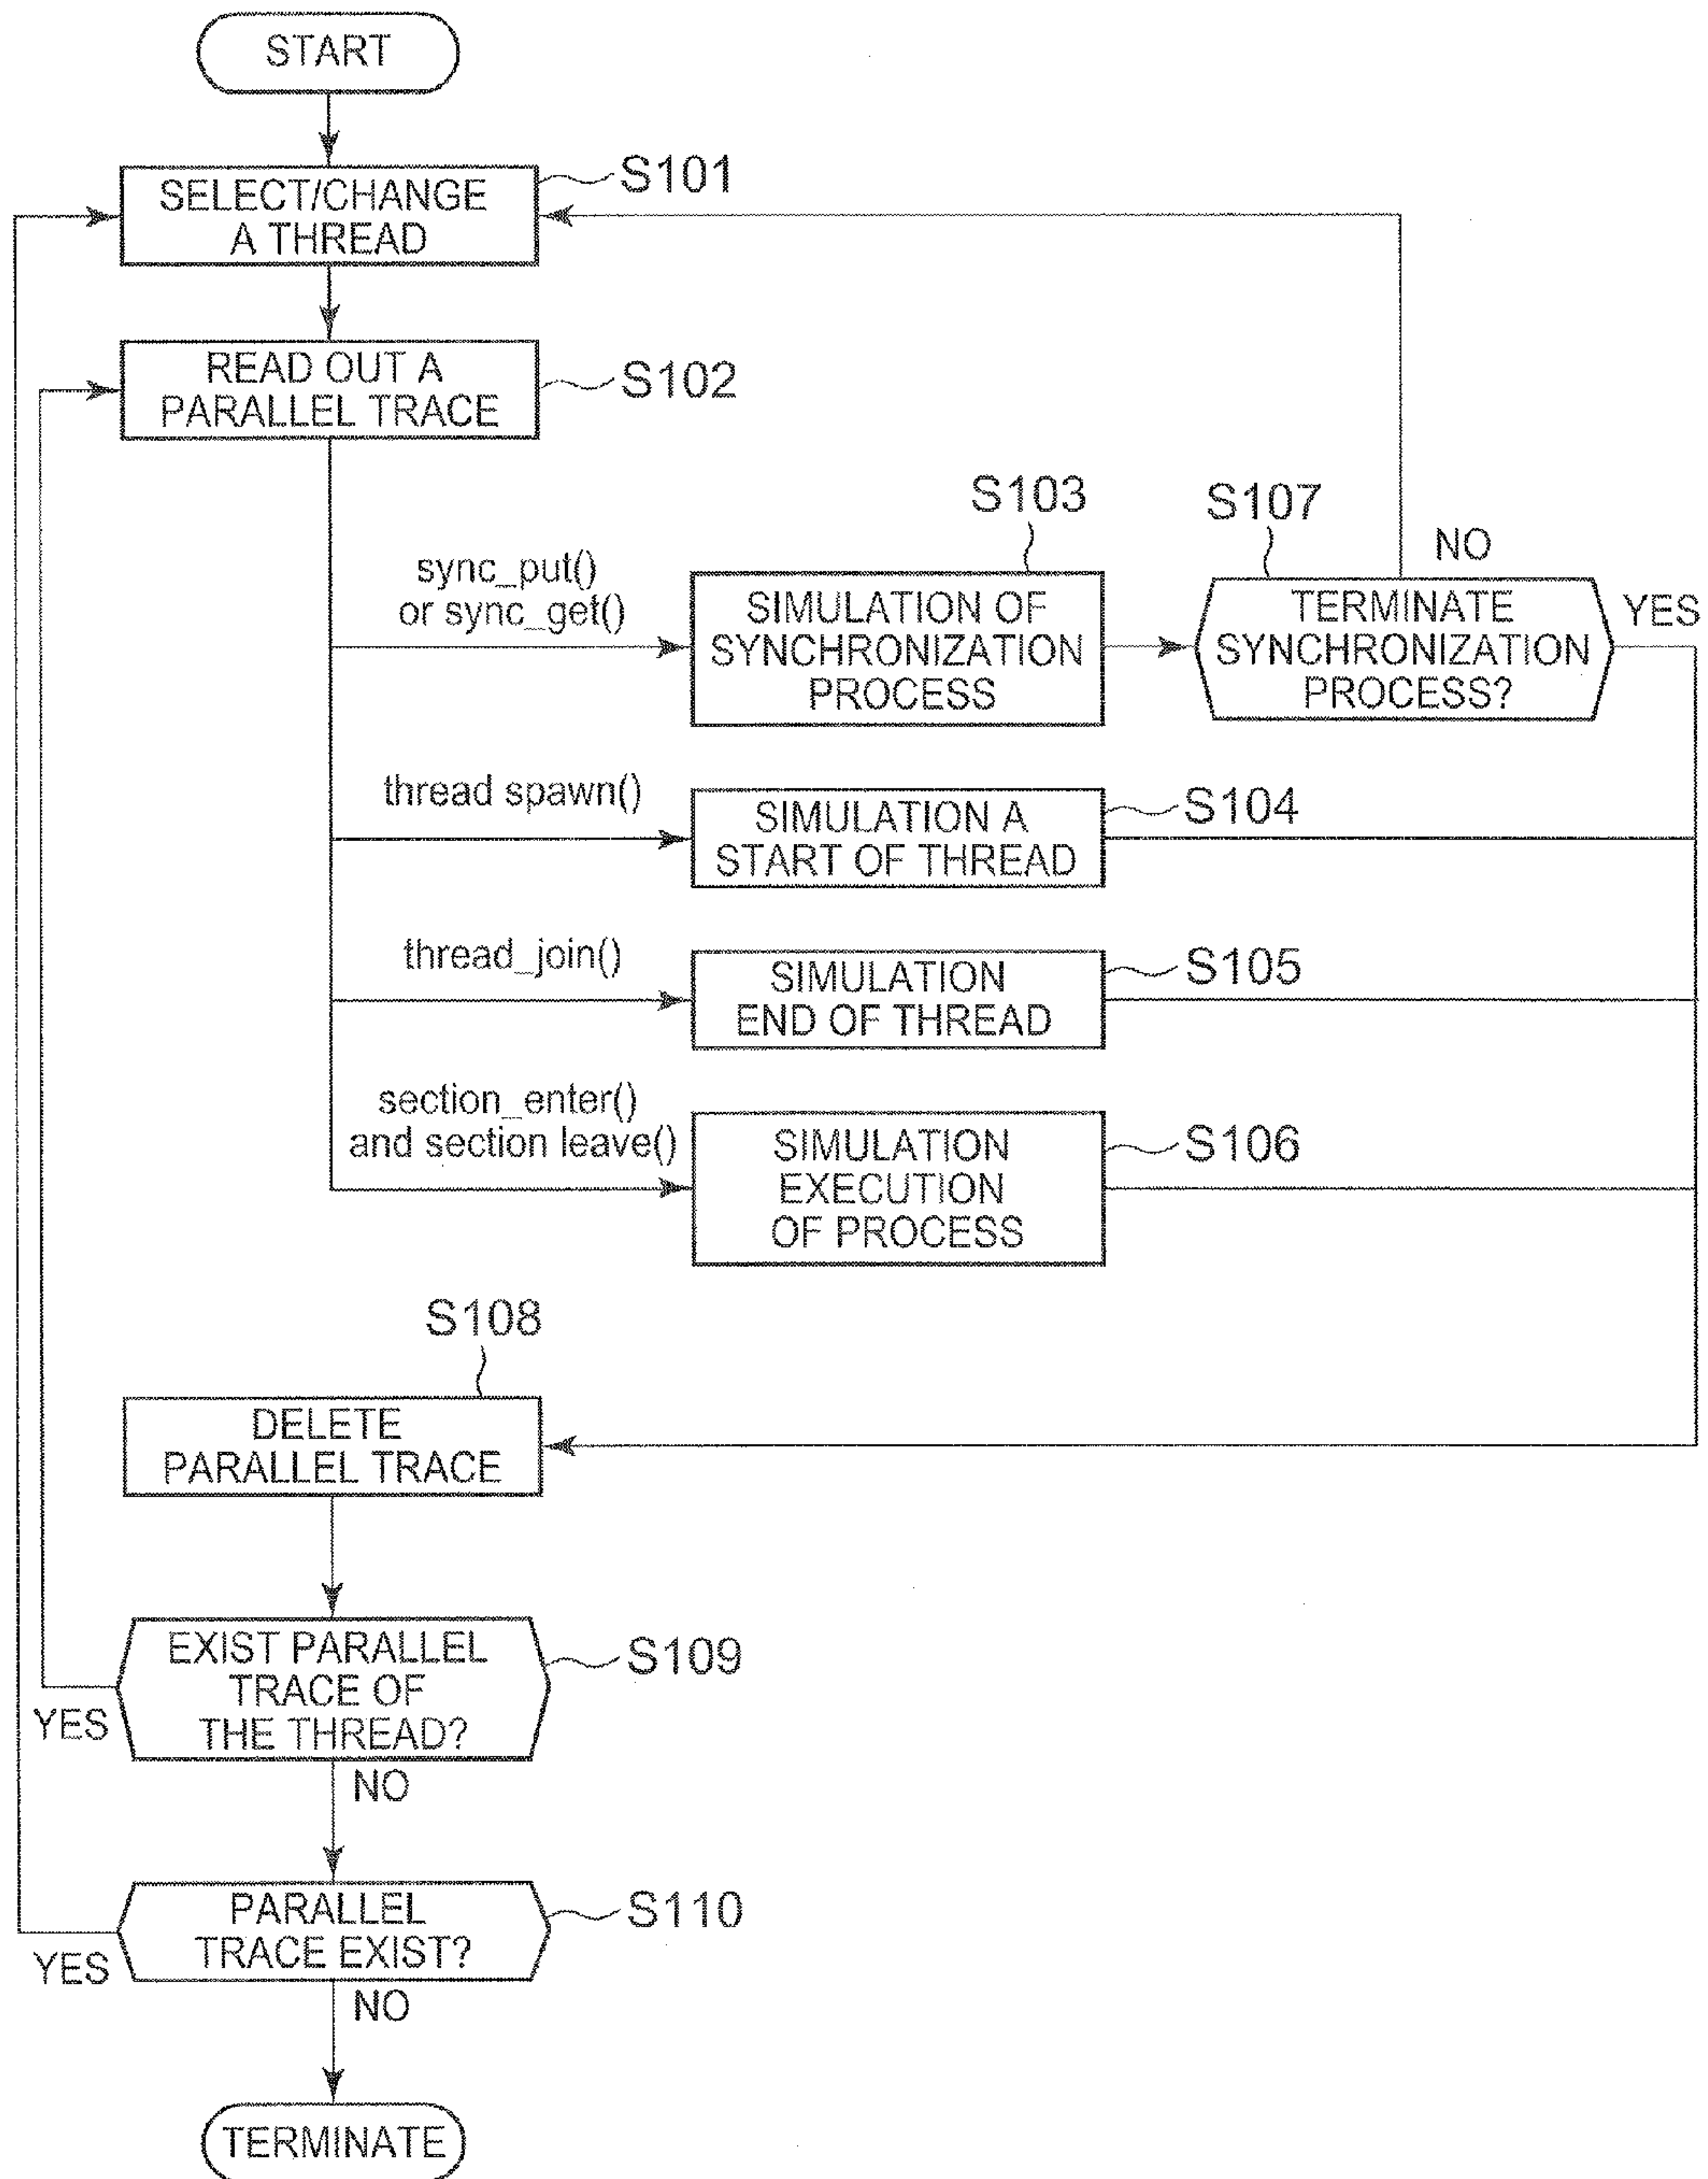 START
SELECT/CHANGE
A THREAD
S101
READ OUT A
PARALLEL TRACE
S102
sync_put()
or sync_get()
S103
SIMULATION OF
SYNCHRONIZATION
PROCESS
S107
TERMINATE
SYNCHRONIZATION
PROCESS?
NO
YES
thread spawn()
SIMULATION A
START OF THREAD
S104
thread_join()
SIMULATION
END OF THREAD
S105
section_enter()
and section leave()
SIMULATION
EXECUTION
OF PROCESS
S106
S108
DELETE
PARALLEL TRACE
EXIST PARALLEL
TRACE OF
THE THREAD?
S109
YES
NO
PARALLEL
TRACE EXIST?
S110
YES
NO
TERMINATE